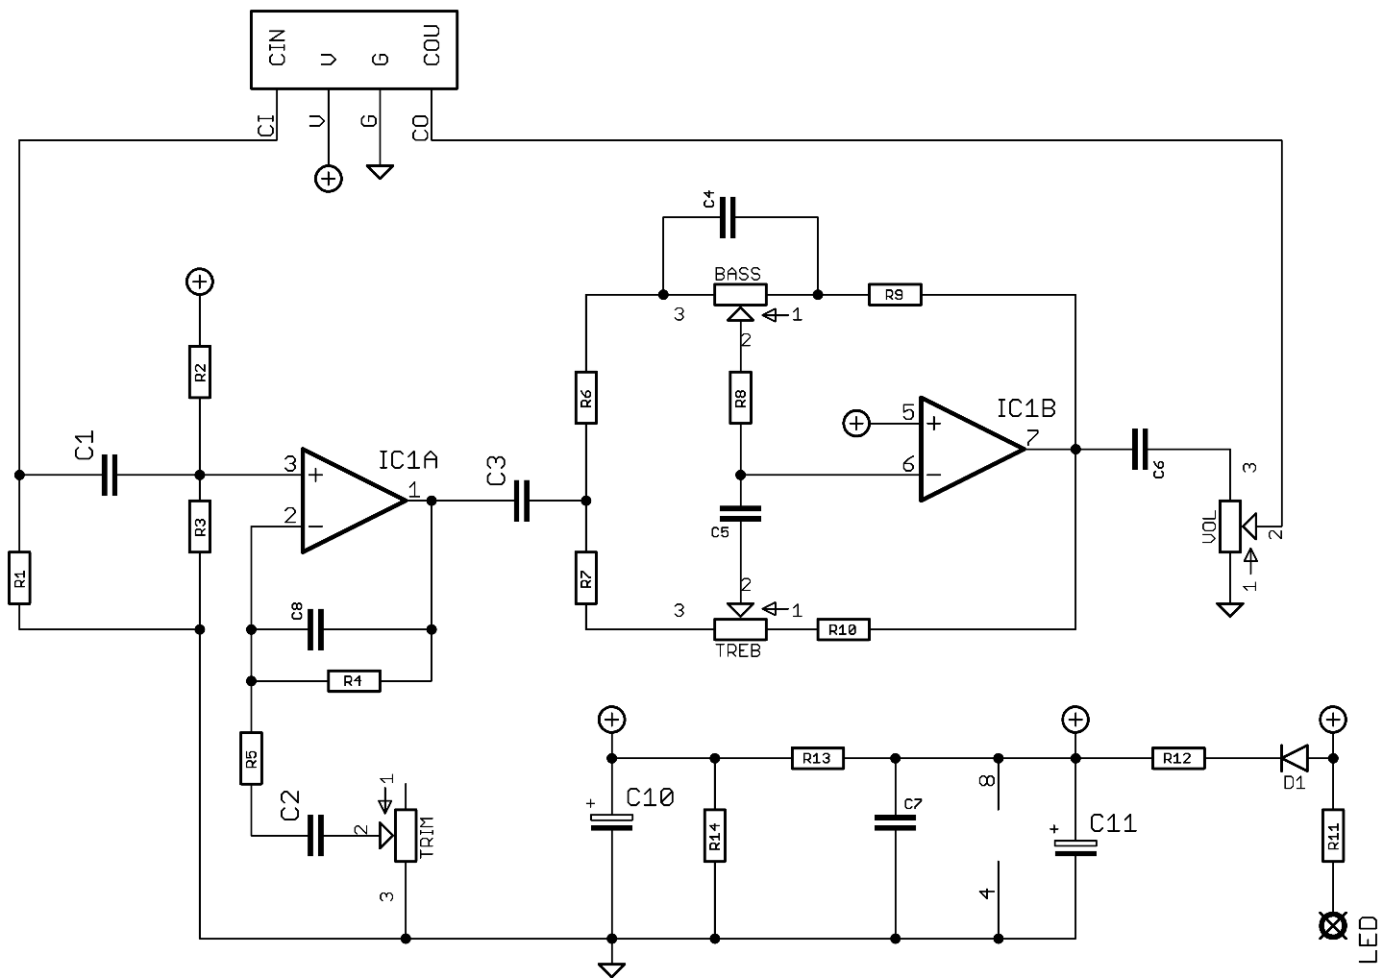 CIN V G COU
CI V G CO
C4
BASS
3 1 R9
2
R2
R6 R8
5 + IC1B
7
6 −
C1
3 + IC1A
1
2 −
C3
C6
3
R3
C5
VOL 2
R1
R7
2
1
3 1
C8
R10
TREB
R4
R5
1
C2
2
TRIM
3
+ C10
R14
R13
C7
8
4
+ C11
R12
D1
R11
LED